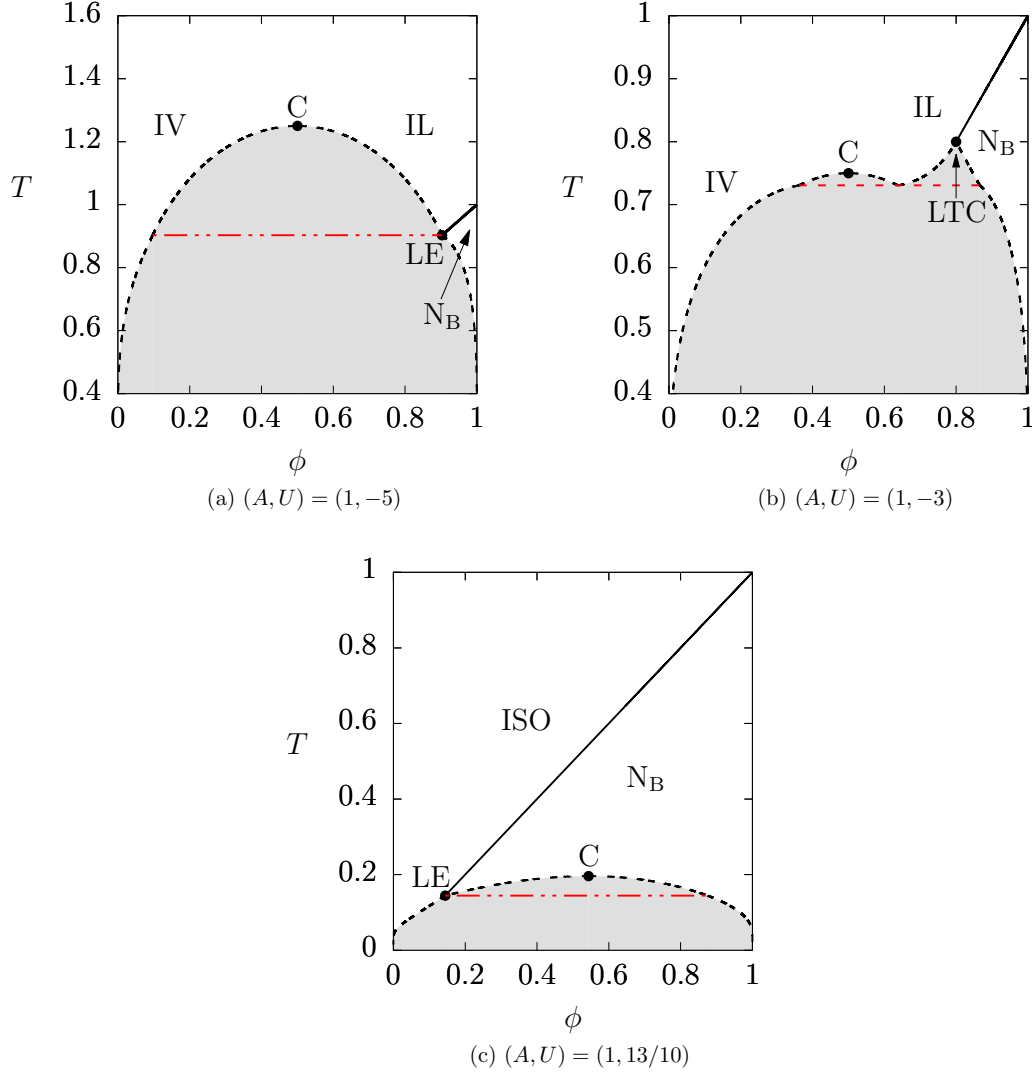 1.6
1.4
1.2
1
0.8
0.6
0.4
T
C
IV
IL
LE
N_B
0 0.2 0.4 0.6 0.8 1
ϕ
(a) (A, U) = (1, −5)
1
0.9
0.8
0.7
0.6
0.5
0.4
T
IL
N_B
C
IV
LTC
0 0.2 0.4 0.6 0.8 1
ϕ
(b) (A, U) = (1, −3)
1
0.8
0.6
0.4
0.2
0
T
ISO
N_B
C
LE
0 0.2 0.4 0.6 0.8 1
ϕ
(c) (A, U) = (1, 13/10)